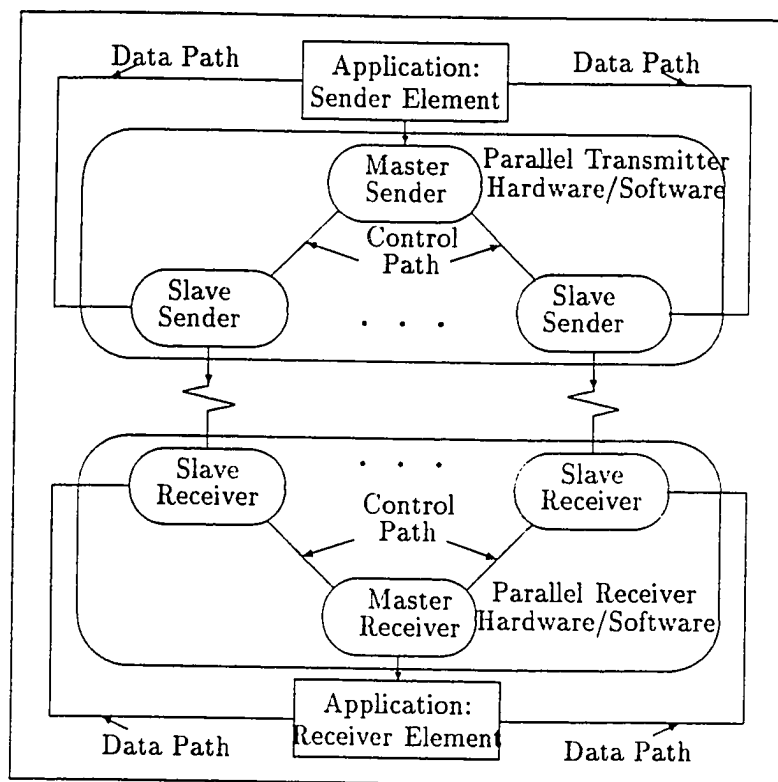 Data Path
Application:
Sender Element
Data Path
Master
Sender
Parallel Transmitter
Hardware/Software
Control
Path
Slave
Sender
. . .
Slave
Sender
Slave
Receiver
. . .
Slave
Receiver
Control
Path
Master
Receiver
Parallel Receiver
Hardware/Software
Application:
Receiver Element
Data Path
Data Path